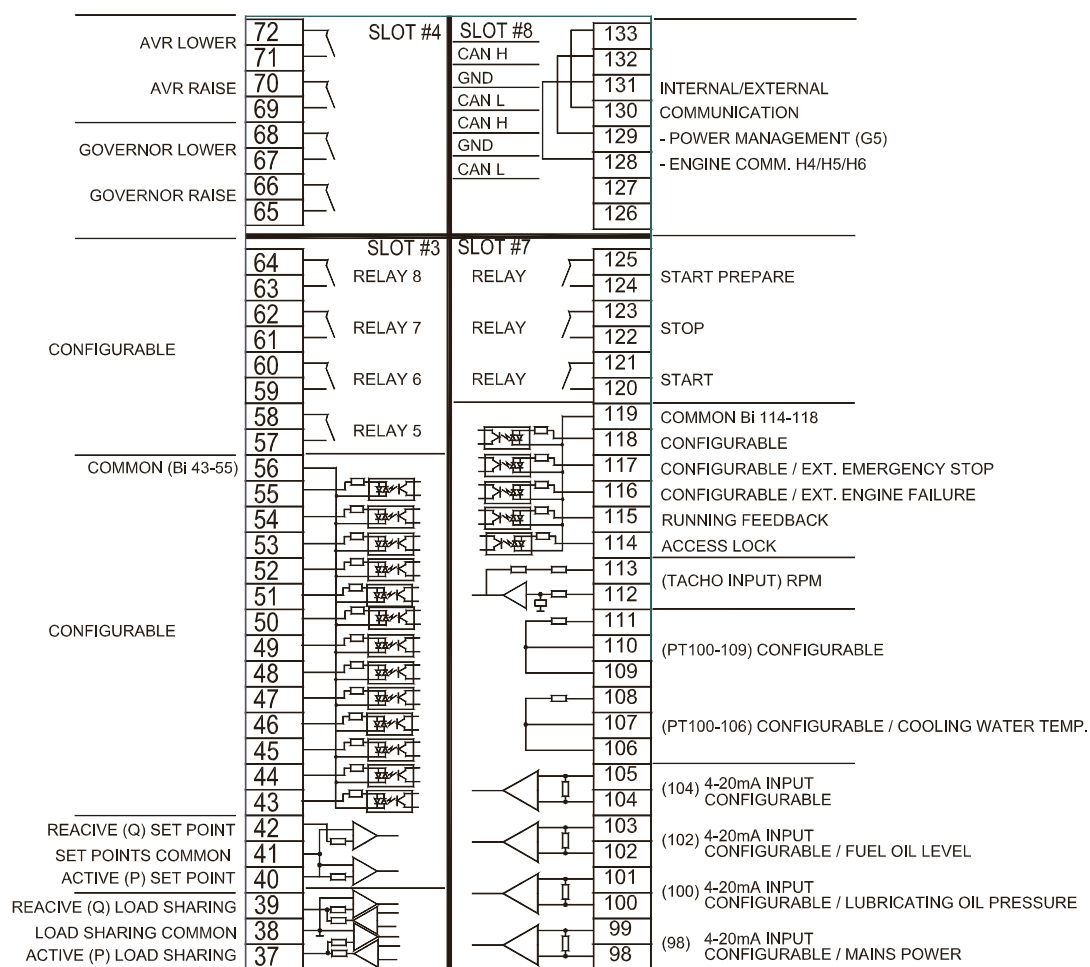 AVR LOWER
AVR RAISE
GOVERNOR LOWER
GOVERNOR RAISE
72
71
70
69
68
67
66
65
SLOT #4
SLOT #8
CAN H
GND
CAN L
CAN H
GND
CAN L
133
132
131
130
129
128
127
126
INTERNAL/EXTERNAL
COMMUNICATION
- POWER MANAGEMENT (G5)
- ENGINE COMM. H4/H5/H6
CONFIGURABLE
64
63
62
61
60
59
58
57
SLOT #3
RELAY 8
RELAY 7
RELAY 6
RELAY 5
SLOT #7
RELAY
RELAY
RELAY
125
124
123
122
121
120
START PREPARE
STOP
START
COMMON (Bi 43-55)
CONFIGURABLE
56
55
54
53
52
51
50
49
48
47
46
45
44
43
119
118
117
116
115
114
COMMON Bi 114-118
CONFIGURABLE
CONFIGURABLE / EXT. EMERGENCY STOP
CONFIGURABLE / EXT. ENGINE FAILURE
RUNNING FEEDBACK
ACCESS LOCK
113
112
(TACHO INPUT) RPM
111
110
109
(PT100-109) CONFIGURABLE
108
107
106
(PT100-106) CONFIGURABLE / COOLING WATER TEMP.
REACIVE (Q) SET POINT
SET POINTS COMMON
ACTIVE (P) SET POINT
REACIVE (Q) LOAD SHARING
LOAD SHARING COMMON
ACTIVE (P) LOAD SHARING
42
41
40
39
38
37
105
104
103
102
101
100
99
98
(104) 4-20mA INPUT
CONFIGURABLE
(102) 4-20mA INPUT
CONFIGURABLE / FUEL OIL LEVEL
(100) 4-20mA INPUT
CONFIGURABLE / LUBRICATING OIL PRESSURE
(98) 4-20mA INPUT
CONFIGURABLE / MAINS POWER